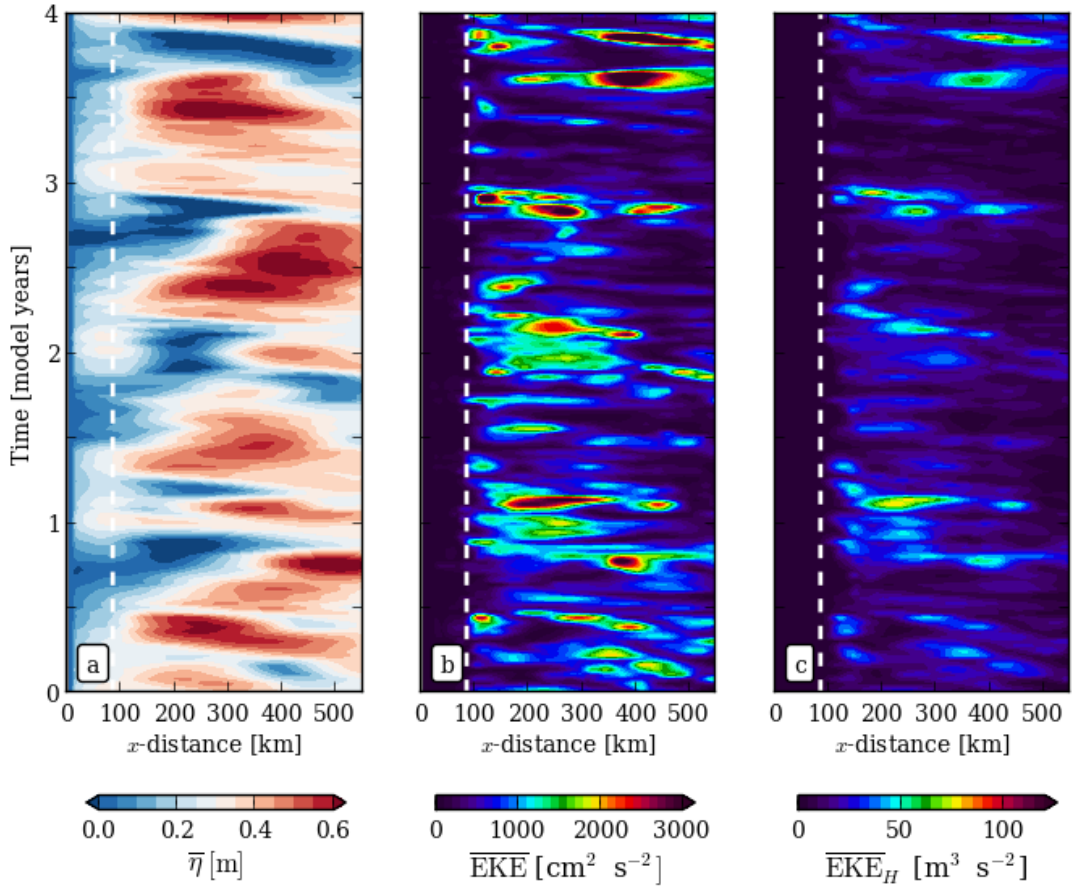 4
3
2
1
0
Time [model years]
a
b
c
0 100 200 300 400 500
0 100 200 300 400 500
0 100 200 300 400 500
x-distance [km]
x-distance [km]
x-distance [km]
0.0 0.2 0.4 0.6
0 1000 2000 3000
0 50 100
η̅ [m]
E̅K̅E̅ [cm² s⁻²]
E̅K̅E̅_H [m³ s⁻²]